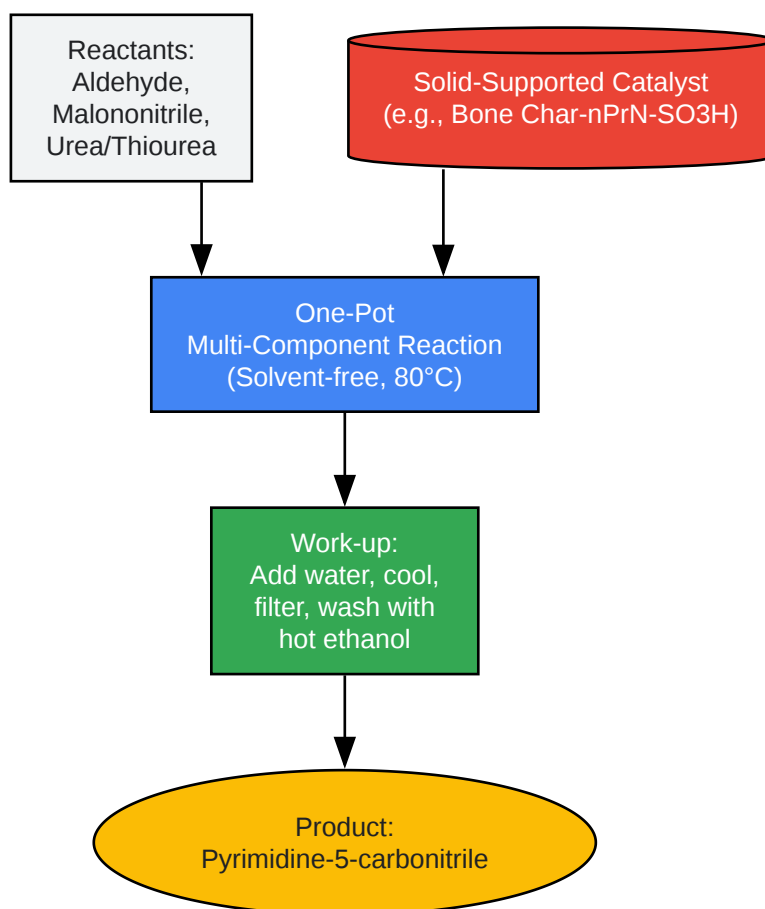 Reactants:
Aldehyde,
Malononitrile,
Urea/Thiourea
Solid-Supported Catalyst
(e.g., Bone Char-nPrN-SO3H)
One-Pot
Multi-Component Reaction
(Solvent-free, 80°C)
Work-up:
Add water, cool,
filter, wash with
hot ethanol
Product:
Pyrimidine-5-carbonitrile